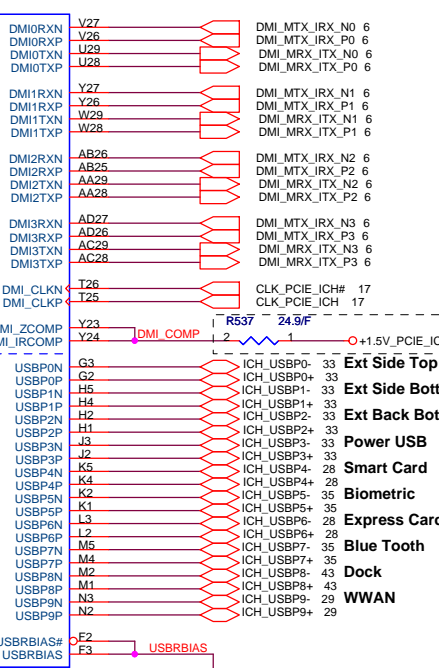 DMI0RXN V27 DMI_MTX_IRX_N0 6
DMI0RXP V26 DMI_MTX_IRX_P0 6
DMI0TXN U29 DMI_MRX_ITX_N0 6
DMI0TXP U28 DMI_MRX_ITX_P0 6
DMI1RXN Y27 DMI_MTX_IRX_N1 6
DMI1RXP Y26 DMI_MTX_IRX_P1 6
DMI1TXN W29 DMI_MRX_ITX_N1 6
DMI1TXP W28 DMI_MRX_ITX_P1 6
DMI2RXN AB26 DMI_MTX_IRX_N2 6
DMI2RXP AB25 DMI_MTX_IRX_P2 6
DMI2TXN AA29 DMI_MRX_ITX_N2 6
DMI2TXP AA28 DMI_MRX_ITX_P2 6
DMI3RXN AD27 DMI_MTX_IRX_N3 6
DMI3RXP AD26 DMI_MTX_IRX_P3 6
DMI3TXN AC29 DMI_MRX_ITX_N3 6
DMI3TXP AC28 DMI_MRX_ITX_P3 6
DMI_CLKN T26 CLK_PCIE_ICH# 17
DMI_CLKP T25 CLK_PCIE_ICH 17
R537 24.9/F
MI_ZCOMP Y23
MI_IRCOMP Y24 DMI_COMP 2 1 +1.5V_PCIE_IC
USBP0N G3 ICH_USBP0- 33 Ext Side Top
USBP0P G2 ICH_USBP0+ 33
USBP1N H5 ICH_USBP1- 33 Ext Side Bott
USBP1P H4 ICH_USBP1+ 33
USBP2N H2 ICH_USBP2- 33 Ext Back Bot
USBP2P H1 ICH_USBP2+ 33
USBP3N J3 ICH_USBP3- 33 Power USB
USBP3P J2 ICH_USBP3+ 33
USBP4N K5 ICH_USBP4- 28 Smart Card
USBP4P K4 ICH_USBP4+ 28
USBP5N K2 ICH_USBP5- 35 Biometric
USBP5P K1 ICH_USBP5+ 35
USBP6N L3 ICH_USBP6- 28 Express Card
USBP6P L2 ICH_USBP6+ 28
USBP7N M5 ICH_USBP7- 35 Blue Tooth
USBP7P M4 ICH_USBP7+ 35
USBP8N M2 ICH_USBP8- 43 Dock
USBP8P M1 ICH_USBP8+ 43
USBP9N N3 ICH_USBP9- 29 WWAN
USBP9P N2 ICH_USBP9+ 29
USBRBIAS# F2
USBRBIAS F3 USBRBIAS